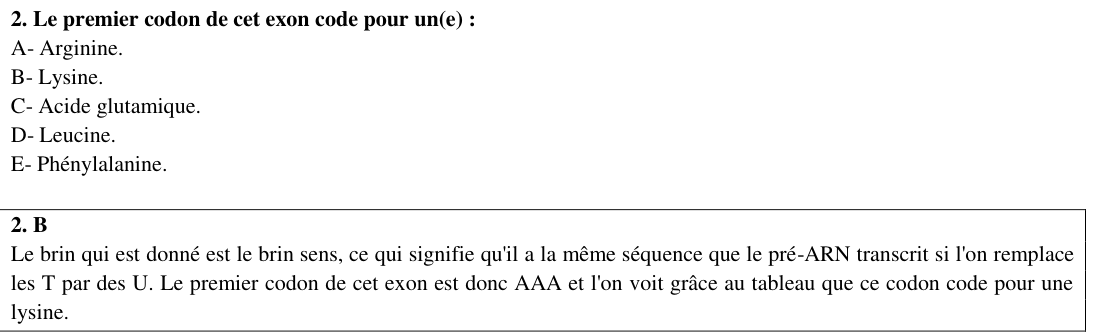 2. Le premier codon de cet exon code pour un(e) :
A- Arginine.
B- Lysine.
C- Acide glutamique.
D- Leucine.
E- Phénylalanine.
2. B
Le brin qui est donné est le brin sens, ce qui signifie qu'il a la même séquence que le pré-ARN transcrit si l'on remplace
les T par des U. Le premier codon de cet exon est donc AAA et l'on voit grâce au tableau que ce codon code pour une
lysine.